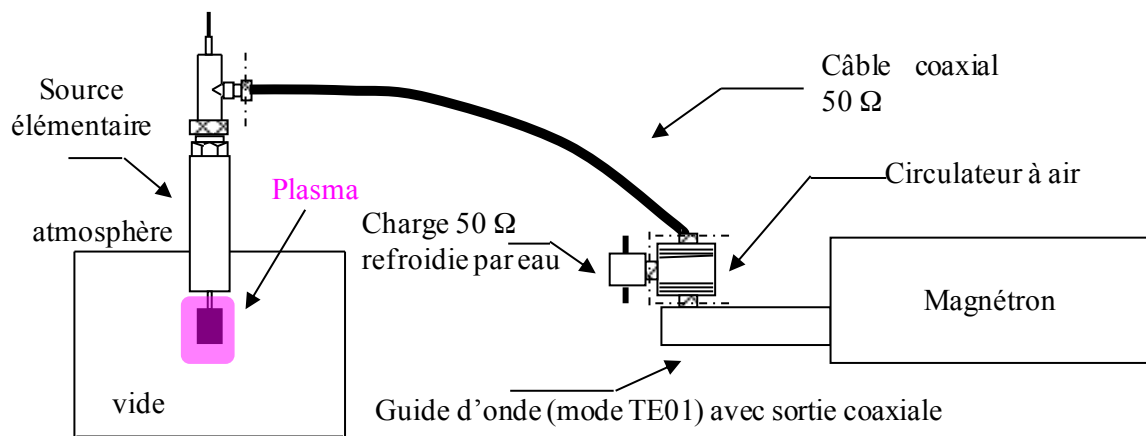 Source
élémentaire
Plasma
atmosphère
vide
Câble coaxial
50 Ω
Circulateur à air
Charge 50 Ω
refroidie par eau
Magnétron
Guide d’onde (mode TE01) avec sortie coaxiale